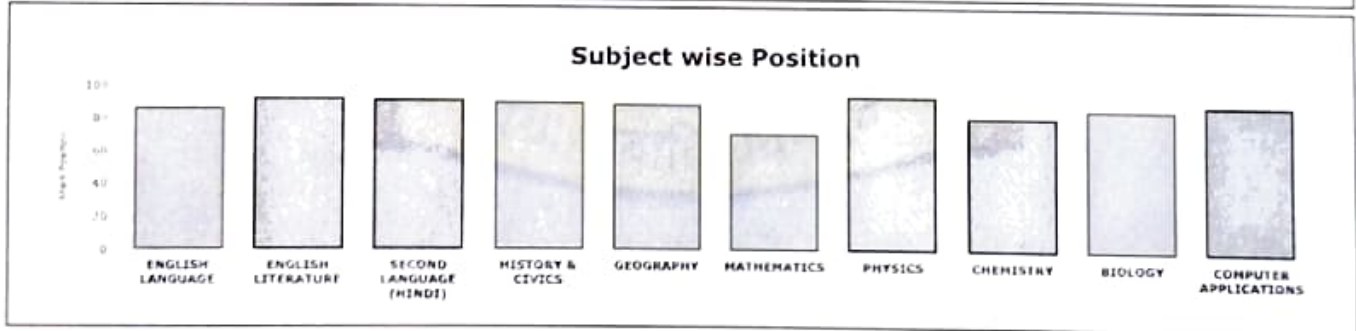 Subject wise Position
100
80
60
40
20
0
ENGLISH
LANGUAGE
ENGLISH
LITERATURE
SECOND
LANGUAGE
(HINDI)
HISTORY &
CIVICS
GEOGRAPHY
MATHEMATICS
PHYSICS
CHEMISTRY
BIOLOGY
COMPUTER
APPLICATIONS